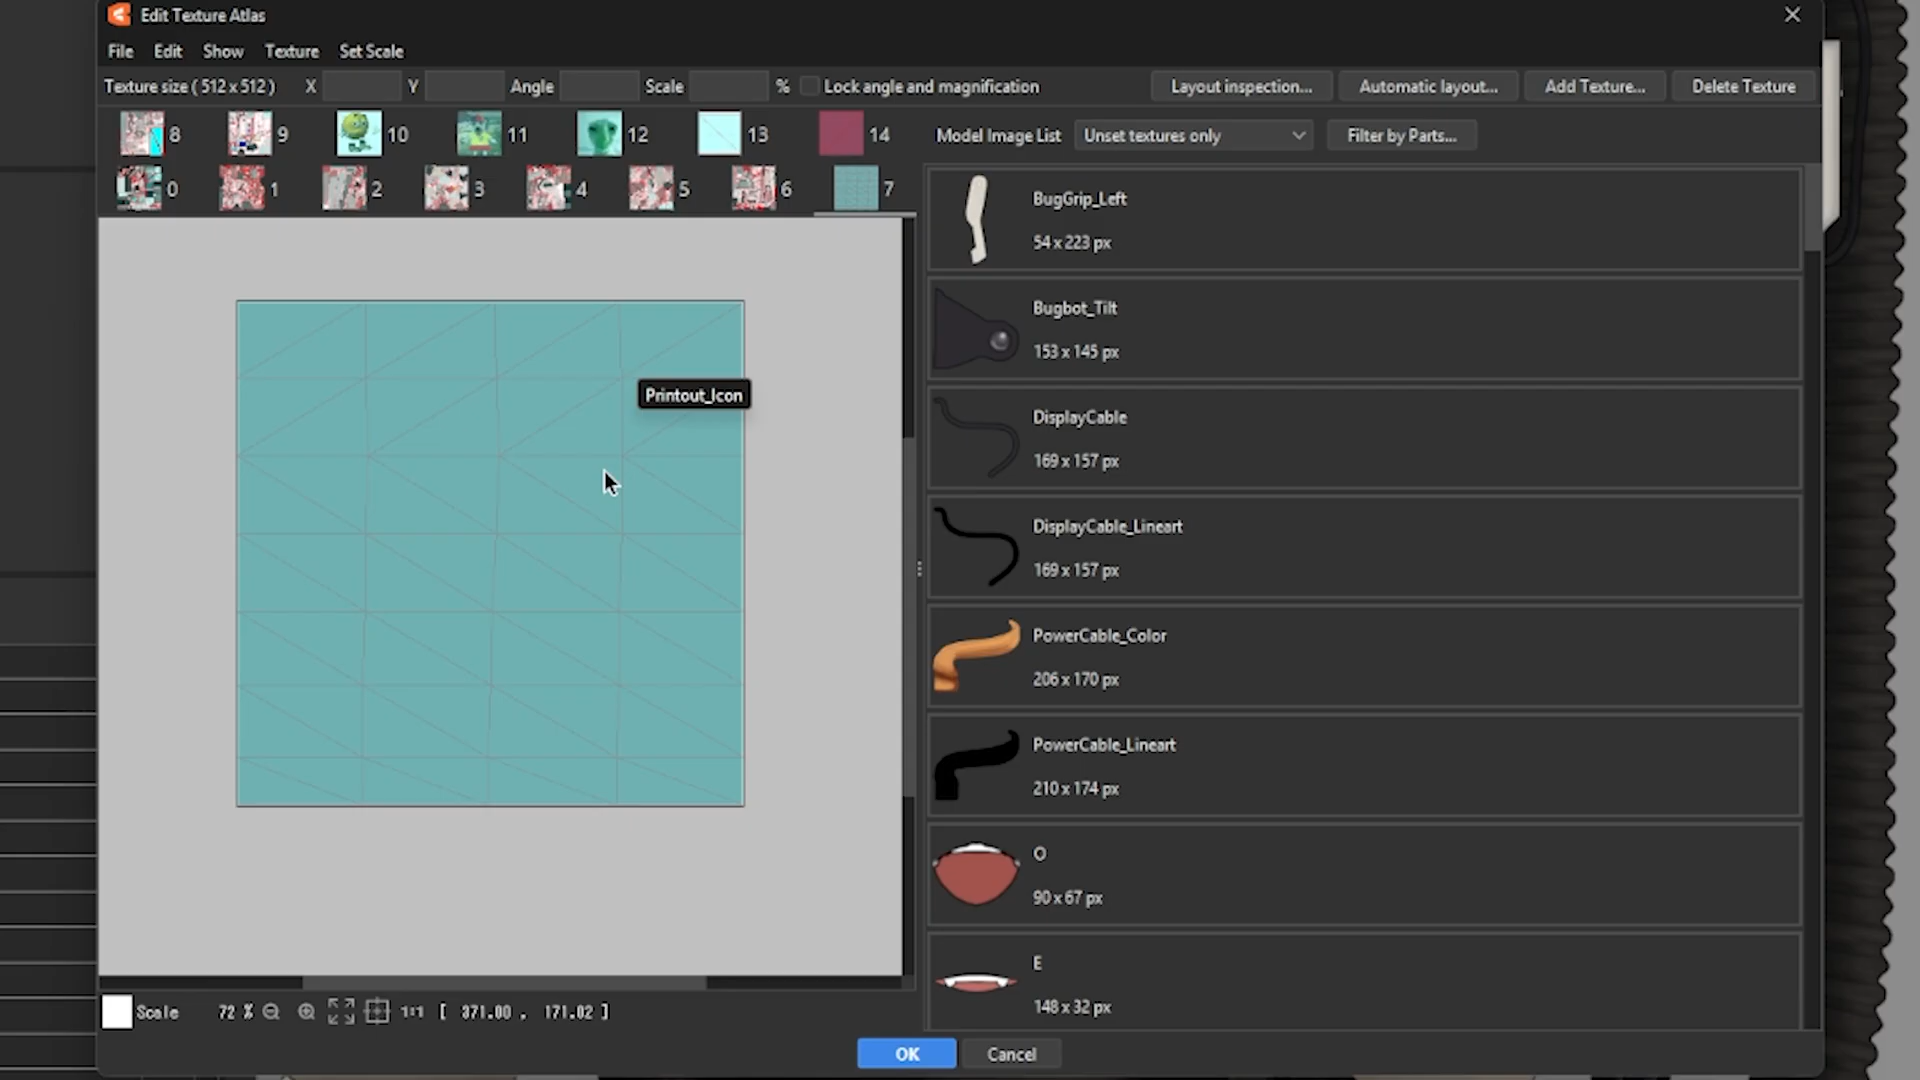 Edit Texture Atlas
File Edit Show Texture Set Scale
Texture size ( 512 x 512 ) X Y Angle Scale % Lock angle and magnification Layout inspection... Automatic layout... Add Texture... Delete Texture
8 9 10 11 12 13 14
Model Image List Unset textures only Filter by Parts...
0 1 2 3 4 5 6 7
BugGrip_Left
54 x 223 px
Bugbot_Tilt
153 x 145 px
Printout_Icon
DisplayCable
169 x 157 px
DisplayCable_Lineart
169 x 157 px
PowerCable_Color
206 x 170 px
PowerCable_Lineart
210 x 174 px
O
90 x 67 px
E
148 x 32 px
Scale 72 % 1:1 [ 371.00 , 171.02 ]
OK Cancel